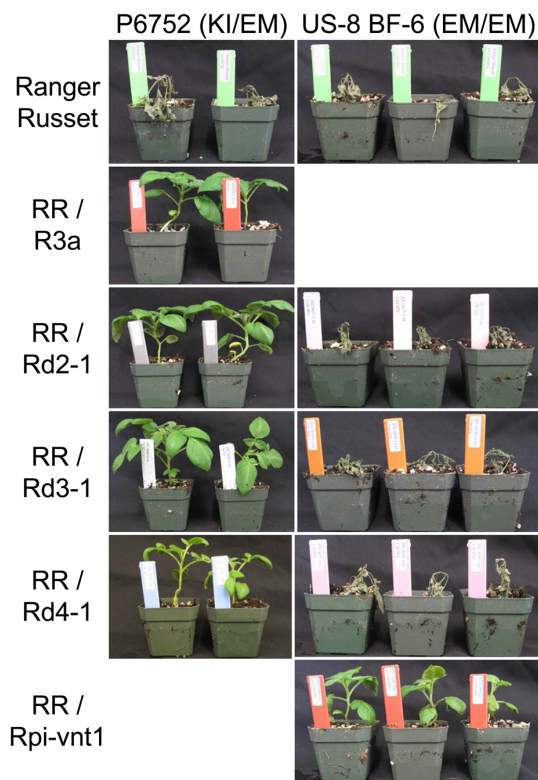 P6752 (KI/EM) US-8 BF-6 (EM/EM)
Ranger
Russet
RR /
R3a
RR /
Rd2-1
RR /
Rd3-1
RR /
Rd4-1
RR /
Rpi-vnt1